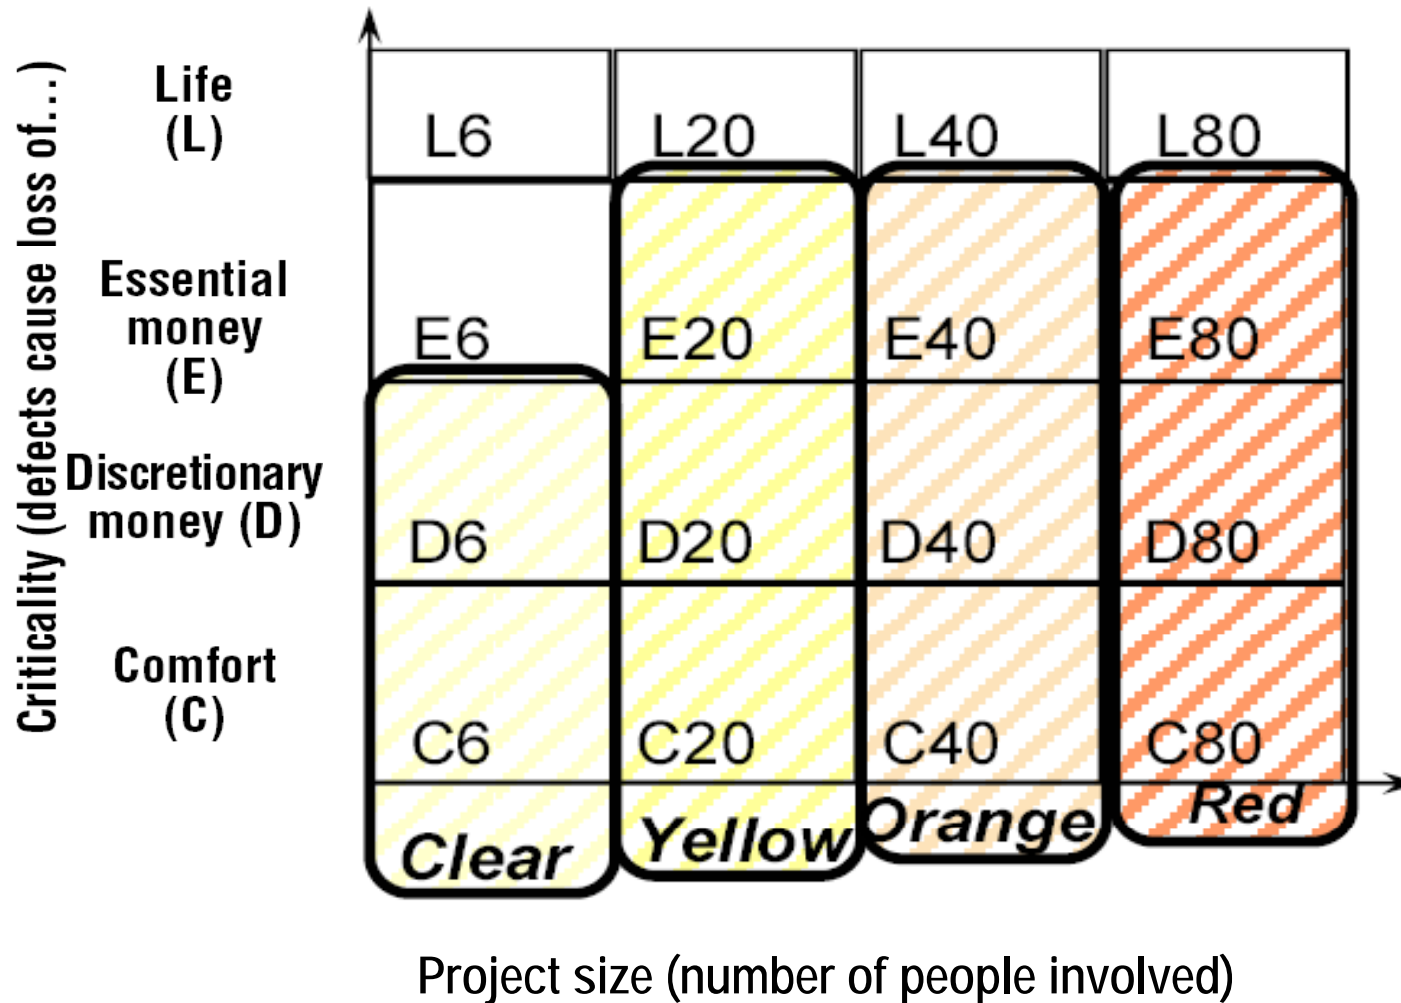 Criticality (defects cause loss of...)
Life
(L)
L6 L20 L40 L80
Essential
money
(E)
E6 E20 E40 E80
Discretionary
money (D)
D6 D20 D40 D80
Comfort
(C)
C6 C20 C40 C80
Clear Yellow Orange Red
Project size (number of people involved)